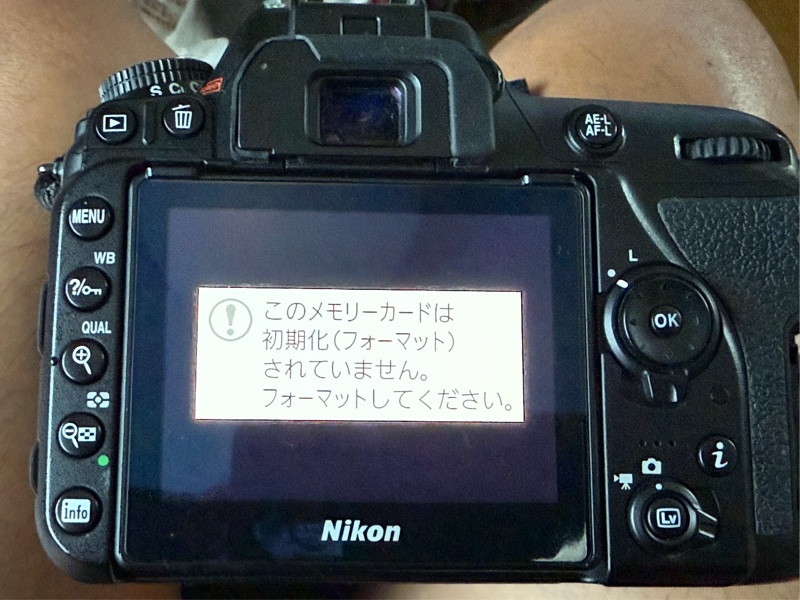 S
AE-L
AF-L
MENU
WB
?/
QUAL
info
L
OK
i
Lv
このメモリーカードは
初期化(フォーマット)
されていません。
フォーマットしてください。
Nikon